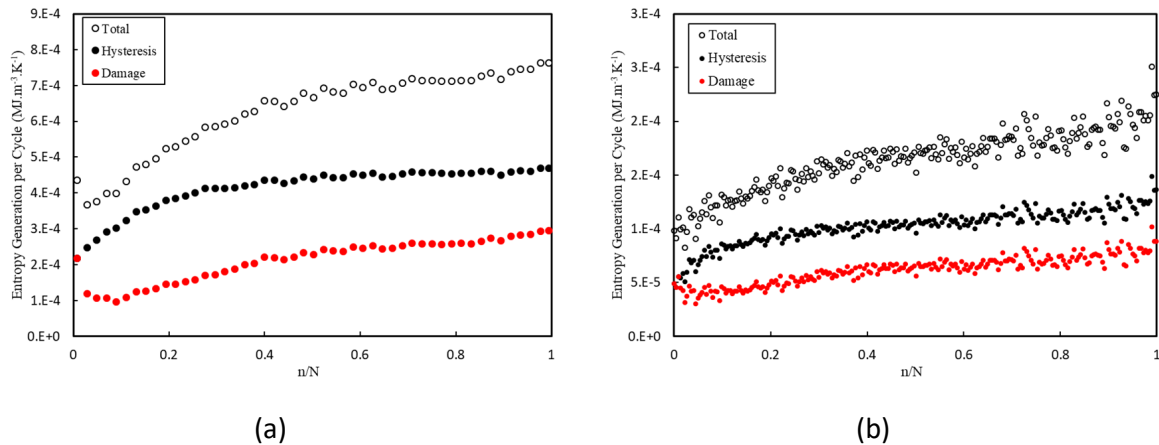 9.E-4
8.E-4
7.E-4
6.E-4
5.E-4
4.E-4
3.E-4
2.E-4
1.E-4
0.E+0
Entropy Generation per Cycle (MJ.m-3.K-1)
Total
Hysteresis
Damage
0 0.2 0.4 0.6 0.8 1
n/N
(a)
3.E-4
3.E-4
2.E-4
2.E-4
1.E-4
5.E-5
0.E+0
Entropy Generation per Cycle (MJ.m-3.K-1)
Total
Hysteresis
Damage
0 0.2 0.4 0.6 0.8 1
n/N
(b)